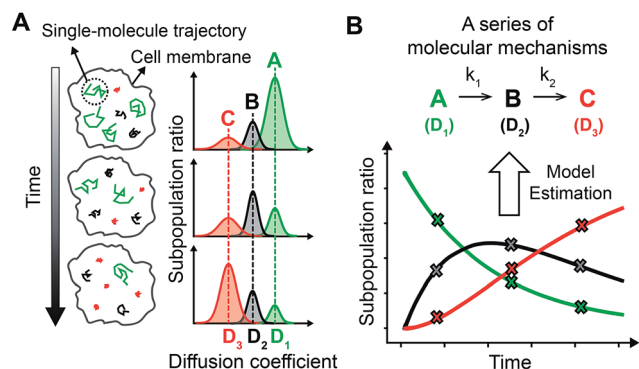 A
Single-molecule trajectory
Cell membrane
Time
Subpopulation ratio
C
B
A
D3
D2
D1
Diffusion coefficient
B
A series of
molecular mechanisms
k1
k2
A
B
C
(D1)
(D2)
(D3)
Model
Estimation
Subpopulation ratio
Time